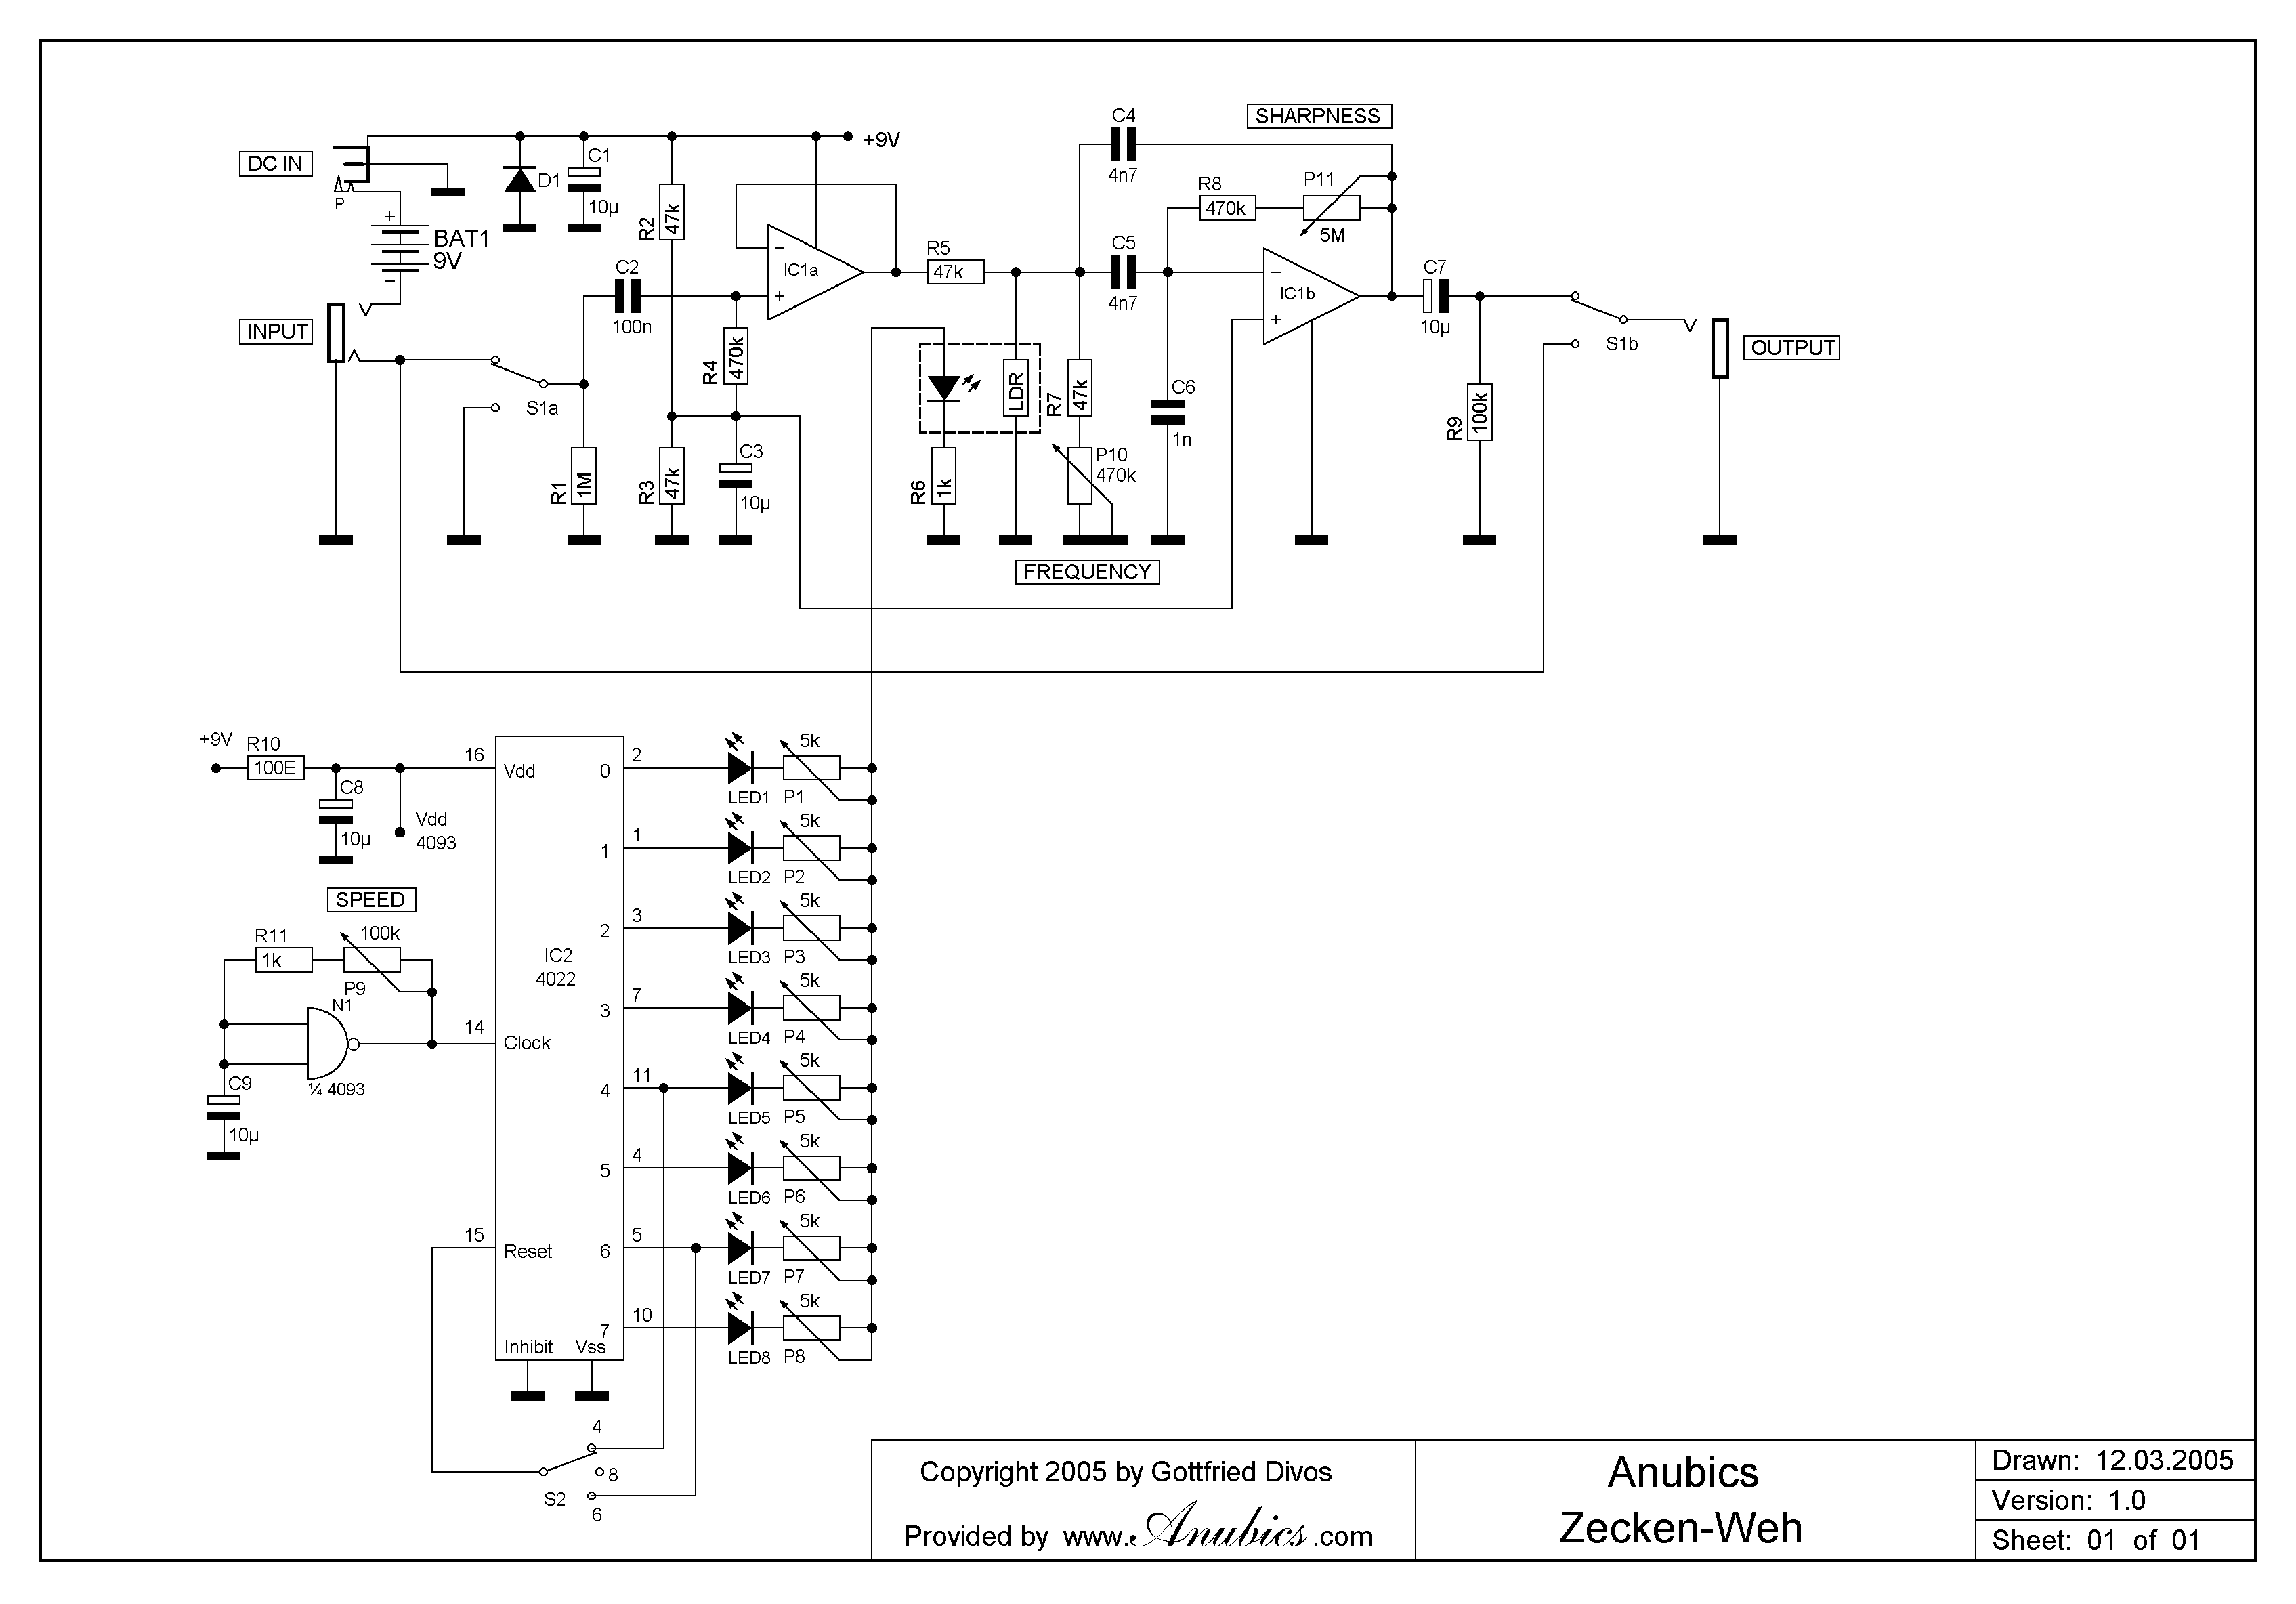 SHARPNESS
C4
4n7
+9V
DC IN
P
D1
C1
10µ
R2
47k
+
BAT1
9V
−
−
IC1a
+
R8
470k
P11
5M
C5
4n7
R5
47k
C2
100n
−
IC1b
+
C7
10µ
INPUT
S1a
R4
470k
LDR
R7
47k
C6
1n
S1b
OUTPUT
R9
100k
R1
1M
R3
47k
C3
10µ
R6
1k
P10
470k
FREQUENCY
+9V
R10
100E
C8
10µ
Vdd
4093
16
Vdd
0
2
LED1
5k
P1
1
1
LED2
5k
P2
SPEED
R11
1k
100k
P9
N1
¼ 4093
C9
10µ
IC2
4022
2
3
LED3
5k
P3
3
7
LED4
5k
P4
14
Clock
4
11
LED5
5k
P5
5
4
LED6
5k
P6
15
Reset
6
5
LED7
5k
P7
7
10
LED8
5k
P8
Inhibit
Vss
4
8
S2
6
Copyright 2005 by Gottfried Divos
Provided by www.Anubics.com
Anubics
Zecken-Weh
Drawn: 12.03.2005
Version: 1.0
Sheet: 01 of 01